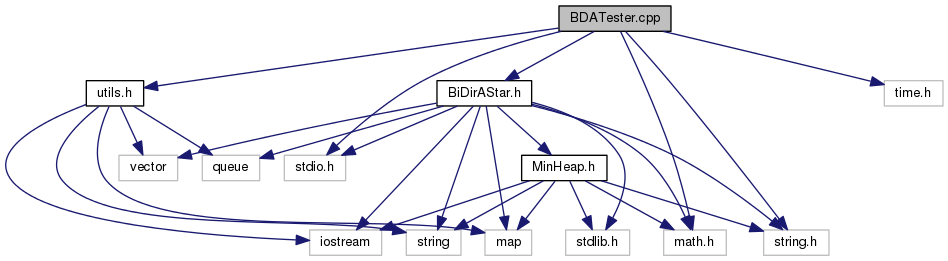 BDATester.cpp
utils.h
BiDirAStar.h
time.h
vector
queue
stdio.h
MinHeap.h
iostream
string
map
stdlib.h
math.h
string.h